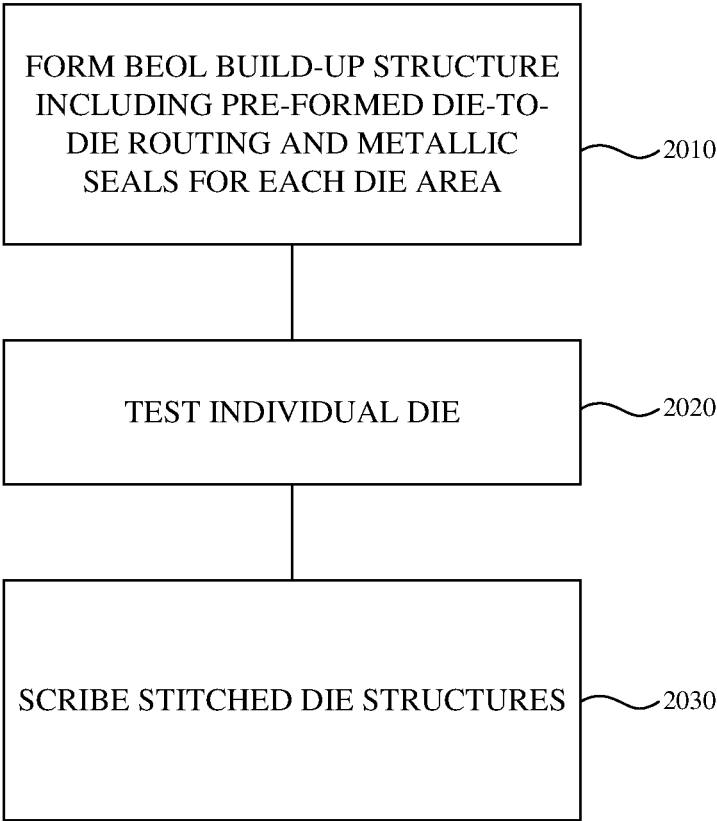 FORM BEOL BUILD-UP STRUCTURE
INCLUDING PRE-FORMED DIE-TO-
DIE ROUTING AND METALLIC
SEALS FOR EACH DIE AREA
2010
TEST INDIVIDUAL DIE
2020
SCRIBE STITCHED DIE STRUCTURES
2030